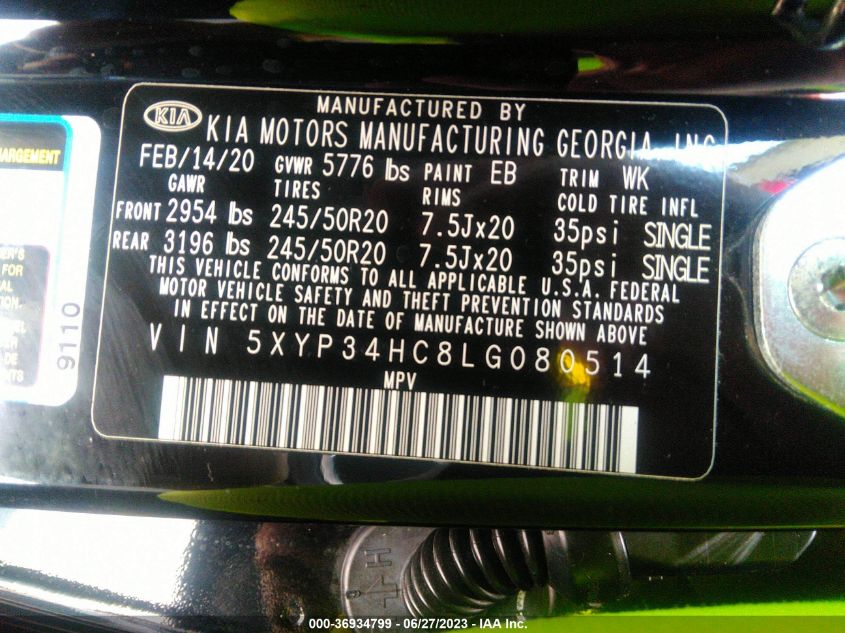 MANUFACTURED BY
KIA KIA MOTORS MANUFACTURING GEORGIA, INC
FEB/14/20 GVWR 5776 lbs PAINT EB TRIM WK
GAWR TIRES RIMS COLD TIRE INFL
FRONT 2954 lbs 245/50R20 7.5Jx20 35psi SINGLE
REAR 3196 lbs 245/50R20 7.5Jx20 35psi SINGLE
THIS VEHICLE CONFORMS TO ALL APPLICABLE U.S.A. FEDERAL
MOTOR VEHICLE SAFETY AND THEFT PREVENTION STANDARDS
IN EFFECT ON THE DATE OF MANUFACTURE SHOWN ABOVE
VIN 5XYP34HC8LG080514
MPV
9110
H
000-36934799 - 06/27/2023 - IAA Inc.